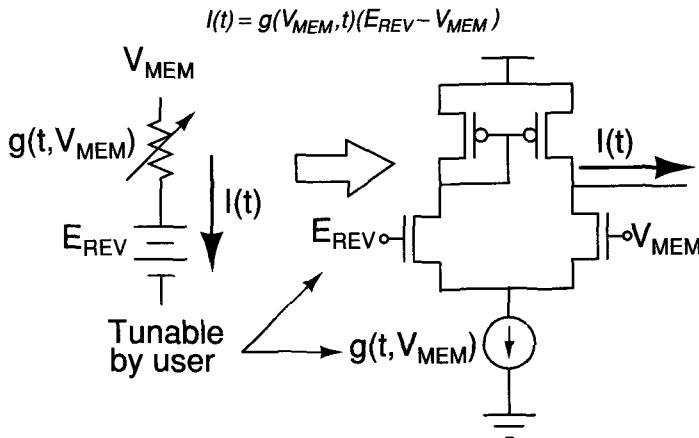 I(t) = g(V_MEM,t)(E_REV − V_MEM)
V_MEM
g(t,V_MEM)
I(t)
E_REV
Tunable
by user
I(t)
E_REV
V_MEM
g(t,V_MEM)